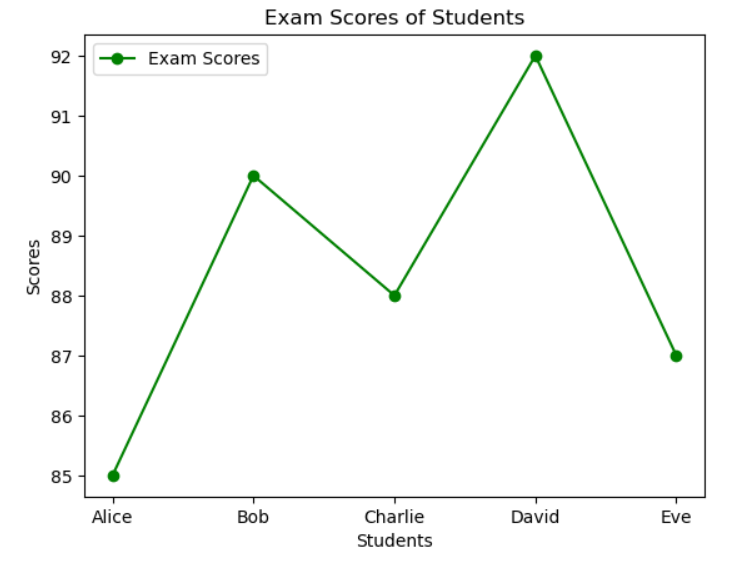 Exam Scores of Students
Exam Scores
92
91
90
89
88
87
86
85
Scores
Alice Bob Charlie David Eve
Students